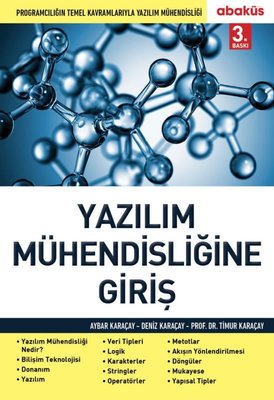 PROGRAMCILIĞIN TEMEL KAVRAMLARIYLA YAZILIM MÜHENDİSLİĞİ
abaküs
3.
BASKI
YAZILIM
MÜHENDİSLİĞİNE
GİRİŞ
AYBAR KARAÇAY - DENİZ KARAÇAY - PROF. DR. TİMUR KARAÇAY
• Yazılım Mühendisliği
Nedir?
• Bilişim Teknolojisi
• Donanım
• Yazılım
• Veri Tipleri
• Logik
• Karakterler
• Stringler
• Operatörler
• Metotlar
• Akışın Yönlendirilmesi
• Döngüler
• Mukayese
• Yapısal Tipler